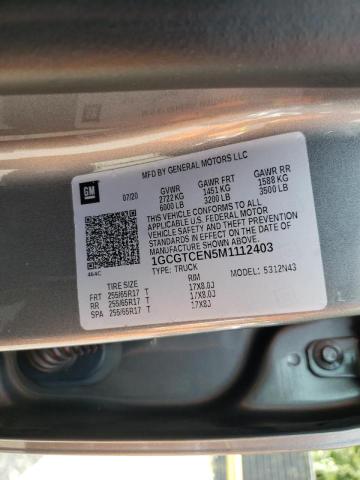 GM
MFD BY GENERAL MOTORS LLC
07/20
GVWR GAWR FRT GAWR RR
2722 KG 1451 KG 1588 KG
6000 LB 3200 LB 3500 LB
THIS VEHICLE CONFORMS TO ALL
APPLICABLE U.S. FEDERAL MOTOR
VEHICLE SAFETY AND THEFT PREVENTION
STANDARDS IN EFFECT ON THE DATE
OF MANUFACTURE SHOWN ABOVE.
1GCGTCEN5M1112403
464C
TYPE: TRUCK MODEL: 5312N43
TIRE SIZE RIM
FRT 255/65R17 T 17X8.0J
RR 255/65R17 T 17X8.0J
SPA 255/65R17 T 17X8J